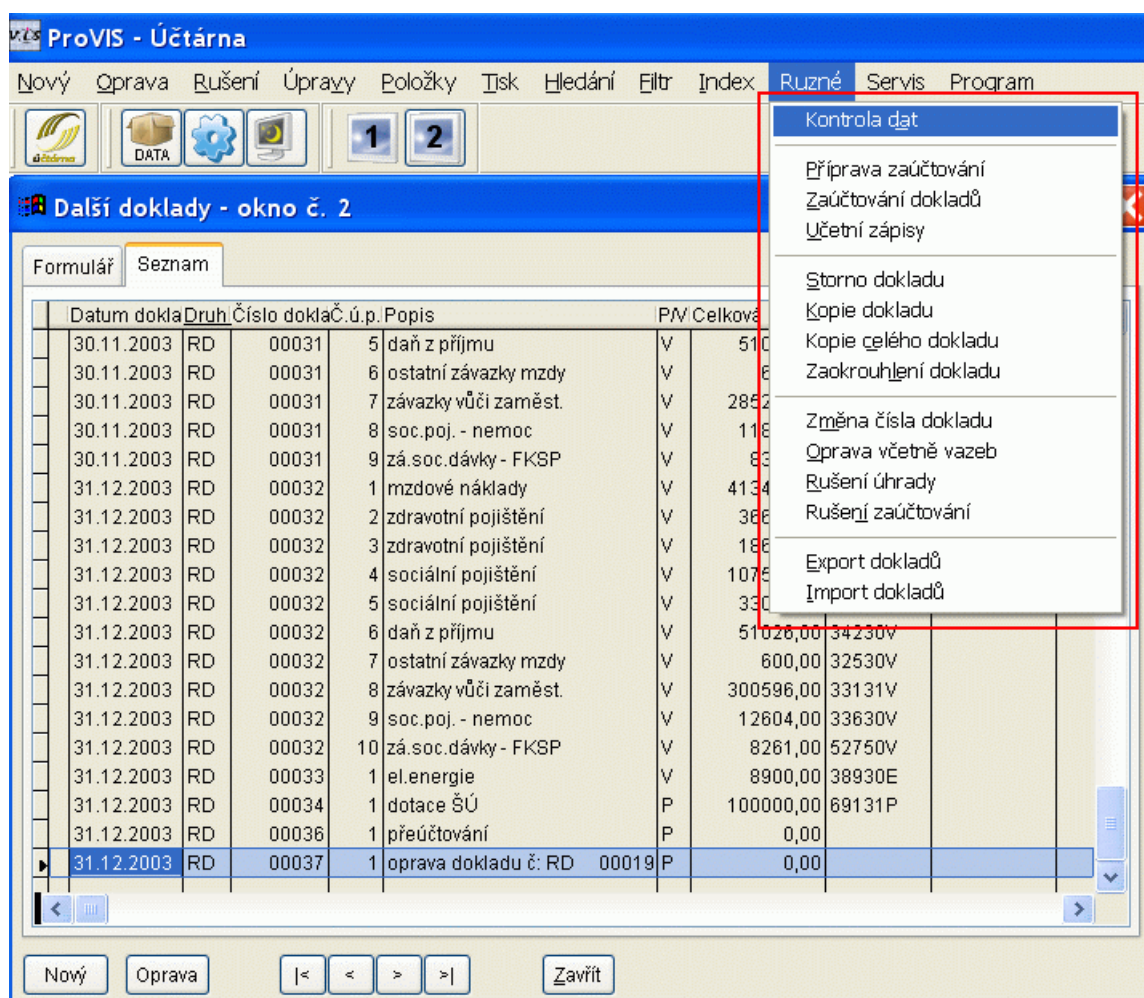 ProVIS - Účtárna
Nový Oprava Rušení Úpravy Položky Tisk Hledání Filtr Index Ruzné Servis Program
účtárna DATA 1 2
Další doklady - okno č. 2
Formulář Seznam
Datum dokla Druh Číslo dokla Č.ú.p. Popis P/V Celková
30.11.2003 RD 00031 5 daň z příjmu V
30.11.2003 RD 00031 6 ostatní závazky mzdy V
30.11.2003 RD 00031 7 závazky vůči zaměst. V
30.11.2003 RD 00031 8 soc.poj. - nemoc V
30.11.2003 RD 00031 9 zá.soc.dávky - FKSP V
31.12.2003 RD 00032 1 mzdové náklady V
31.12.2003 RD 00032 2 zdravotní pojištění V
31.12.2003 RD 00032 3 zdravotní pojištění V
31.12.2003 RD 00032 4 sociální pojištění V
31.12.2003 RD 00032 5 sociální pojištění V
31.12.2003 RD 00032 6 daň z příjmu V 51026,00 34230V
31.12.2003 RD 00032 7 ostatní závazky mzdy V 600,00 32530V
31.12.2003 RD 00032 8 závazky vůči zaměst. V 300596,00 33131V
31.12.2003 RD 00032 9 soc.poj. - nemoc V 12604,00 33630V
31.12.2003 RD 00032 10 zá.soc.dávky - FKSP V 8261,00 52750V
31.12.2003 RD 00033 1 el.energie V 8900,00 38930E
31.12.2003 RD 00034 1 dotace ŠÚ P 100000,00 69131P
31.12.2003 RD 00036 1 přeúčtování P 0,00
31.12.2003 RD 00037 1 oprava dokladu č: RD 00019 P 0,00
Kontrola dat
Příprava zaúčtování
Zaúčtování dokladů
Učetní zápisy
Storno dokladu
Kopie dokladu
Kopie celého dokladu
Zaokrouhlení dokladu
Změna čísla dokladu
Oprava včetně vazeb
Rušení úhrady
Rušení zaúčtování
Export dokladů
Import dokladů
Nový Oprava |< < > >| Zavřít